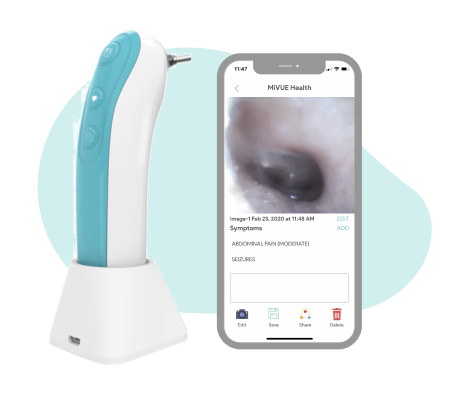 11:47
MiVUE Health
Image-1 Feb 23, 2020 at 11:48 AM EDIT
Symptoms ADD
ABDOMINAL PAIN (MODERATE)
SEIZURES
Edit Save Share Delete